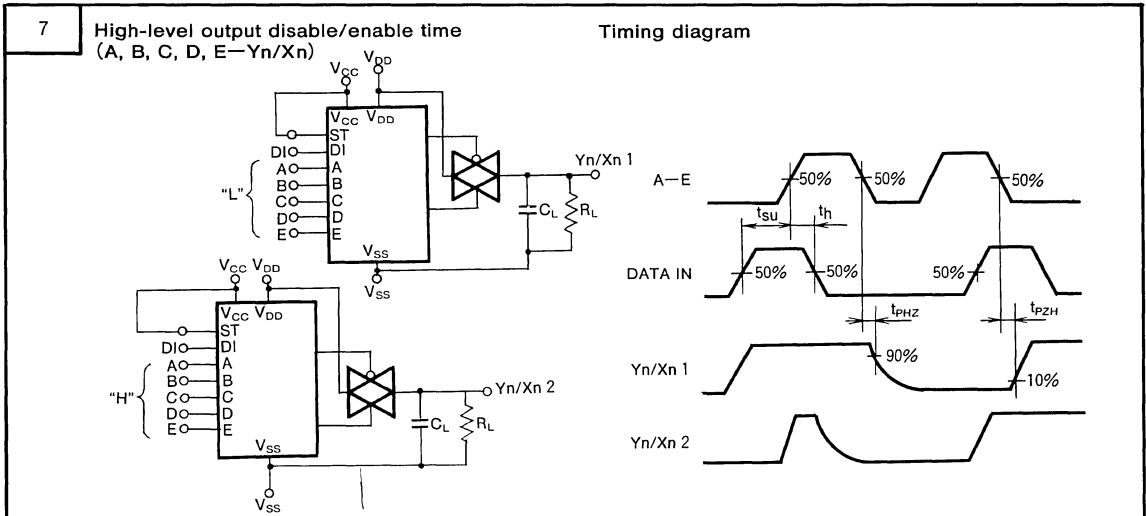 7
High-level output disable/enable time
(A, B, C, D, E—Yn/Xn)
Timing diagram
VCC VDD
VCC VDD
ST
DI DI
A A
B B
C C
D D
E E
"L"
VSS
VSS
Yn/Xn 1
CL RL
VCC VDD
VCC VDD
ST
DI DI
A A
B B
C C
D D
E E
"H"
VSS
VSS
Yn/Xn 2
CL RL
A—E
50% 50% 50%
tsu th
DATA IN
50% 50% 50%
tPHZ tPZH
Yn/Xn 1
90% 10%
Yn/Xn 2